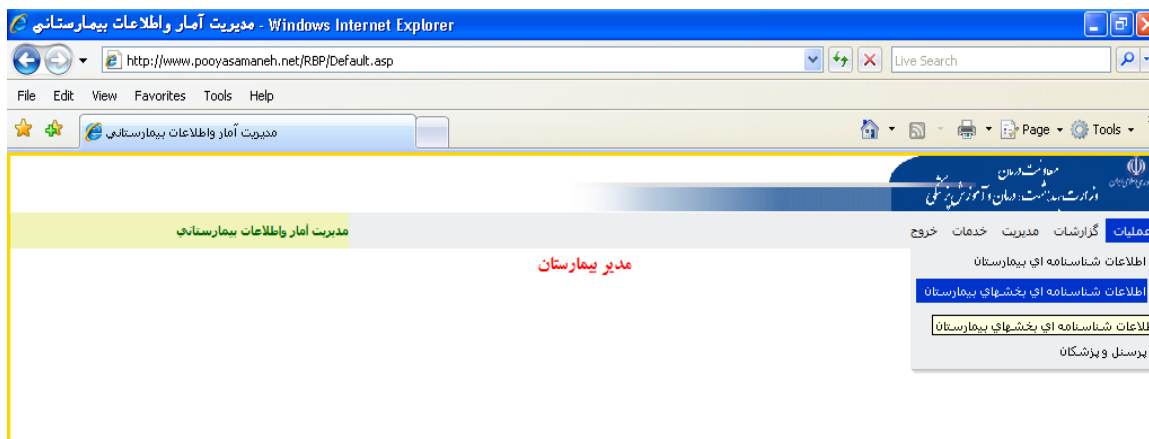 مديريت آمار واطلاعات بيمارستاني - Windows Internet Explorer
http://www.pooyasamaneh.net/RBP/Default.asp
Live Search
File Edit View Favorites Tools Help
مديريت آمار واطلاعات بيمارستاني
Page Tools
معاونت درمان
وزارت بهداشت، درمان و آموزش پزشکی
عمليات گزارشات مديريت خدمات خروج
مديريت آمار واطلاعات بيمارستاني
مدير بيمارستان
اطلاعات شناسنامه اي بيمارستان
اطلاعات شناسنامه اي بخشهاي بيمارستان
طلاعات شناسنامه اي بخشهاي بيمارستان
پرسنل وپزشكان